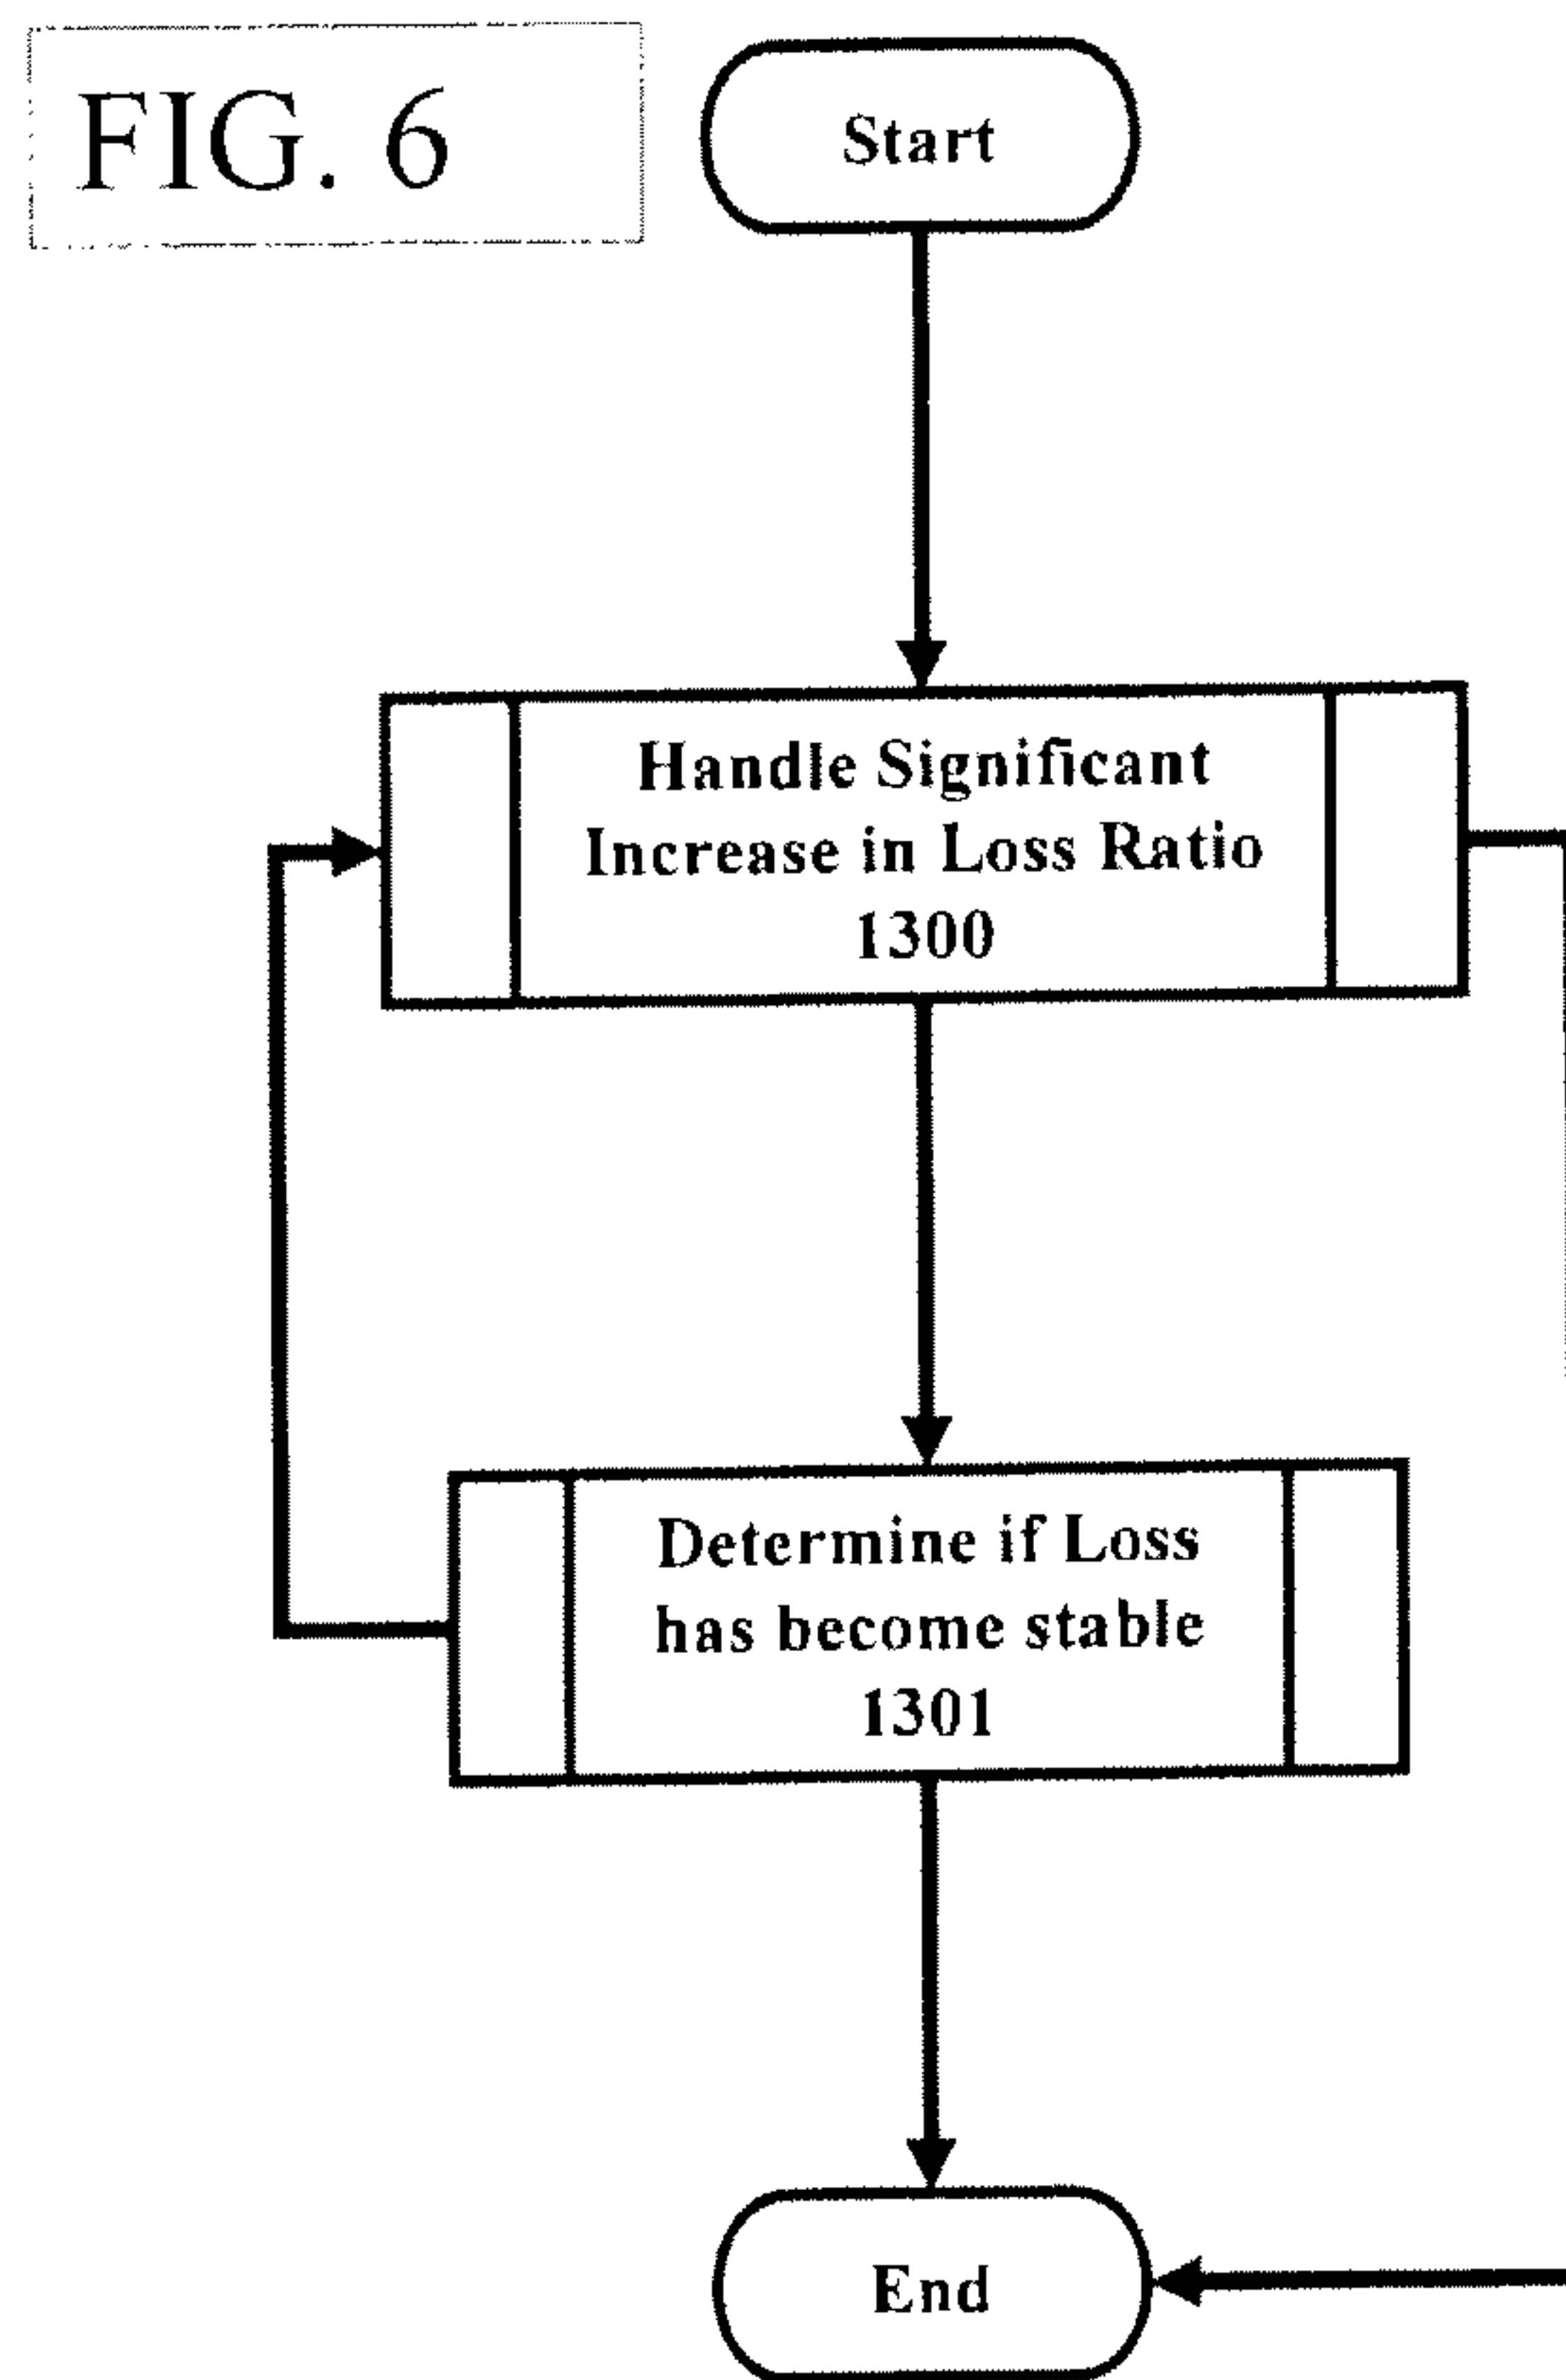 FIG. 6
Start
Handle Significant
Increase in Loss Ratio
1300
Determine if Loss
has become stable
1301
End